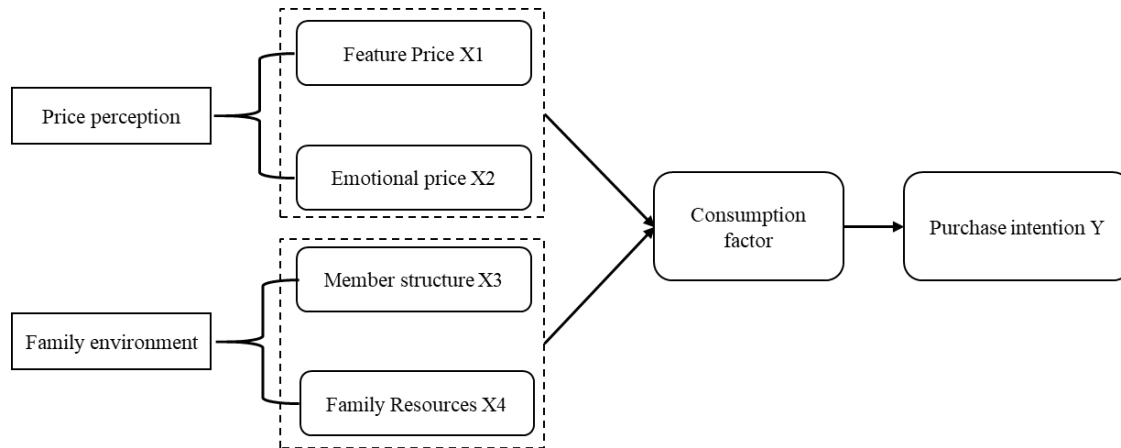 Price perception
Feature Price X1
Emotional price X2
Family environment
Member structure X3
Family Resources X4
Consumption
factor
Purchase intention Y